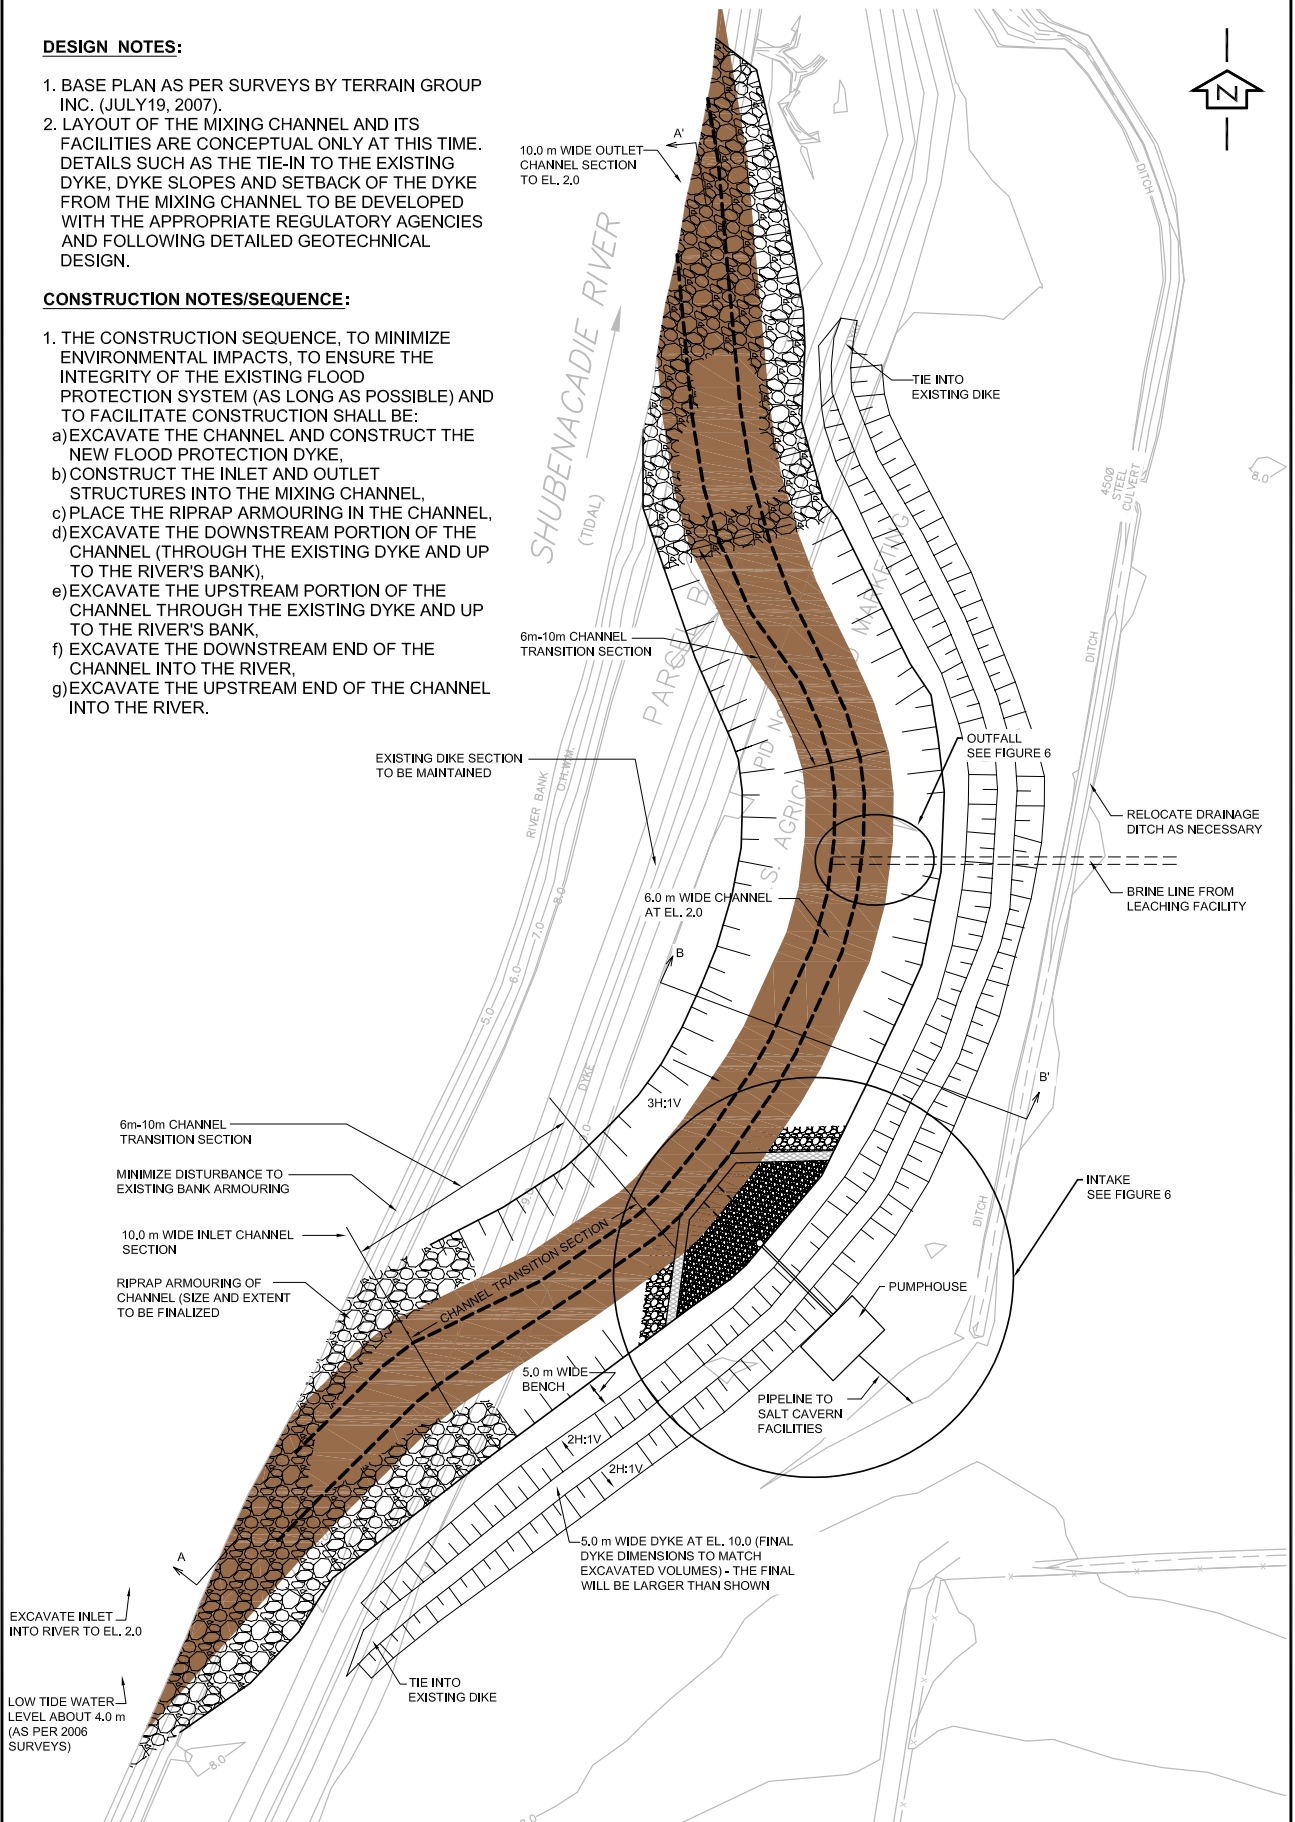 DESIGN NOTES:
1. BASE PLAN AS PER SURVEYS BY TERRAIN GROUP
INC. (JULY19, 2007).
2. LAYOUT OF THE MIXING CHANNEL AND ITS
FACILITIES ARE CONCEPTUAL ONLY AT THIS TIME.
DETAILS SUCH AS THE TIE-IN TO THE EXISTING
DYKE, DYKE SLOPES AND SETBACK OF THE DYKE
FROM THE MIXING CHANNEL TO BE DEVELOPED
WITH THE APPROPRIATE REGULATORY AGENCIES
AND FOLLOWING DETAILED GEOTECHNICAL
DESIGN.
CONSTRUCTION NOTES/SEQUENCE:
1. THE CONSTRUCTION SEQUENCE, TO MINIMIZE
ENVIRONMENTAL IMPACTS, TO ENSURE THE
INTEGRITY OF THE EXISTING FLOOD
PROTECTION SYSTEM (AS LONG AS POSSIBLE) AND
TO FACILITATE CONSTRUCTION SHALL BE:
a) EXCAVATE THE CHANNEL AND CONSTRUCT THE
NEW FLOOD PROTECTION DYKE,
b) CONSTRUCT THE INLET AND OUTLET
STRUCTURES INTO THE MIXING CHANNEL,
c) PLACE THE RIPRAP ARMOURING IN THE CHANNEL,
d) EXCAVATE THE DOWNSTREAM PORTION OF THE
CHANNEL (THROUGH THE EXISTING DYKE AND UP
TO THE RIVER'S BANK),
e) EXCAVATE THE UPSTREAM PORTION OF THE
CHANNEL THROUGH THE EXISTING DYKE AND UP
TO THE RIVER'S BANK,
f) EXCAVATE THE DOWNSTREAM END OF THE
CHANNEL INTO THE RIVER,
g) EXCAVATE THE UPSTREAM END OF THE CHANNEL
INTO THE RIVER.
N
A'
10.0 m WIDE OUTLET
CHANNEL SECTION
TO EL. 2.0
DITCH
SHUBENACADIE RIVER
(TIDAL)
TIE INTO
EXISTING DIKE
4500
STEEL
CULVERT
8.0
6m-10m CHANNEL
TRANSITION SECTION
PARCEL B
MARKETING
PID No
S. AGRIC
DITCH
OUTFALL
SEE FIGURE 6
EXISTING DIKE SECTION
TO BE MAINTAINED
RIVER BANK
O.H.W.M.
RELOCATE DRAINAGE
DITCH AS NECESSARY
BRINE LINE FROM
LEACHING FACILITY
6.0 m WIDE CHANNEL
AT EL. 2.0
8.0
7.0
6.0
5.0
B
DYKE
B'
3H:1V
6m-10m CHANNEL
TRANSITION SECTION
MINIMIZE DISTURBANCE TO
EXISTING BANK ARMOURING
INTAKE
SEE FIGURE 6
DITCH
10.0 m WIDE INLET CHANNEL
SECTION
CHANNEL TRANSITION SECTION
RIPRAP ARMOURING OF
CHANNEL (SIZE AND EXTENT
TO BE FINALIZED
PUMPHOUSE
5.0 m WIDE
BENCH
PIPELINE TO
SALT CAVERN
FACILITIES
2H:1V
2H:1V
5.0 m WIDE DYKE AT EL. 10.0 (FINAL
DYKE DIMENSIONS TO MATCH
EXCAVATED VOLUMES) - THE FINAL
WILL BE LARGER THAN SHOWN
A
EXCAVATE INLET
INTO RIVER TO EL. 2.0
TIE INTO
EXISTING DIKE
LOW TIDE WATER
LEVEL ABOUT 4.0 m
(AS PER 2006
SURVEYS)
8.0